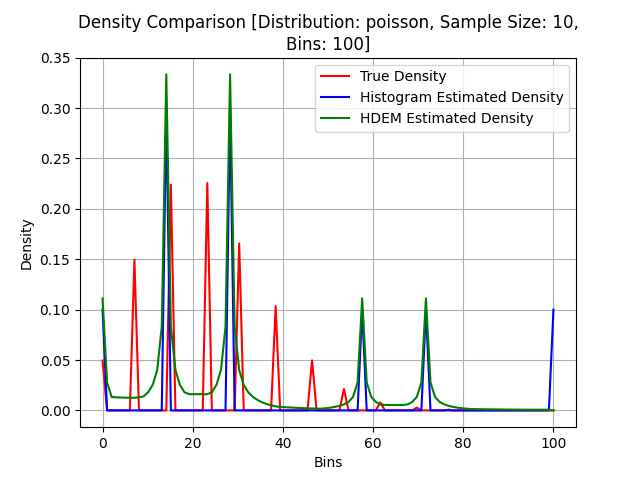 Density Comparison [Distribution: poisson, Sample Size: 10,
Bins: 100]
True Density
Histogram Estimated Density
HDEM Estimated Density
Density
0.35
0.30
0.25
0.20
0.15
0.10
0.05
0.00
0 20 40 60 80 100
Bins